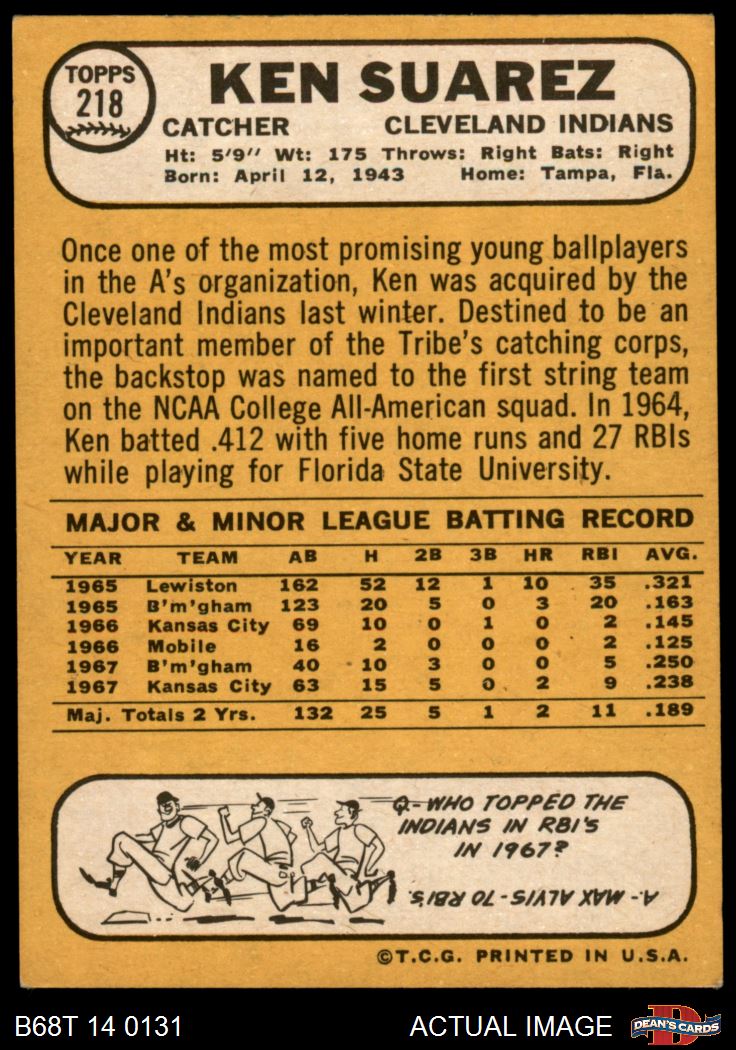 TOPPS
218
KEN SUAREZ
CATCHER CLEVELAND INDIANS
Ht: 5'9" Wt: 175 Throws: Right Bats: Right
Born: April 12, 1943 Home: Tampa, Fla.
Once one of the most promising young ballplayers
in the A's organization, Ken was acquired by the
Cleveland Indians last winter. Destined to be an
important member of the Tribe's catching corps,
the backstop was named to the first string team
on the NCAA College All-American squad. In 1964,
Ken batted .412 with five home runs and 27 RBIs
while playing for Florida State University.
MAJOR & MINOR LEAGUE BATTING RECORD
YEAR TEAM AB H 2B 3B HR RBI AVG.
1965 Lewiston 162 52 12 1 10 35 .321
1965 B'm'gham 123 20 5 0 3 20 .163
1966 Kansas City 69 10 0 1 0 2 .145
1966 Mobile 16 2 0 0 0 2 .125
1967 B'm'gham 40 10 3 0 0 5 .250
1967 Kansas City 63 15 5 0 2 9 .238
Maj. Totals 2 Yrs. 132 25 5 1 2 11 .189
Q-WHO TOPPED THE
INDIANS IN RBI'S
IN 1967?
A. MAX ALVIS-70 RBI'S.
©T.C.G. PRINTED IN U.S.A.
B68T 14 0131 ACTUAL IMAGE DEAN'S CARDS